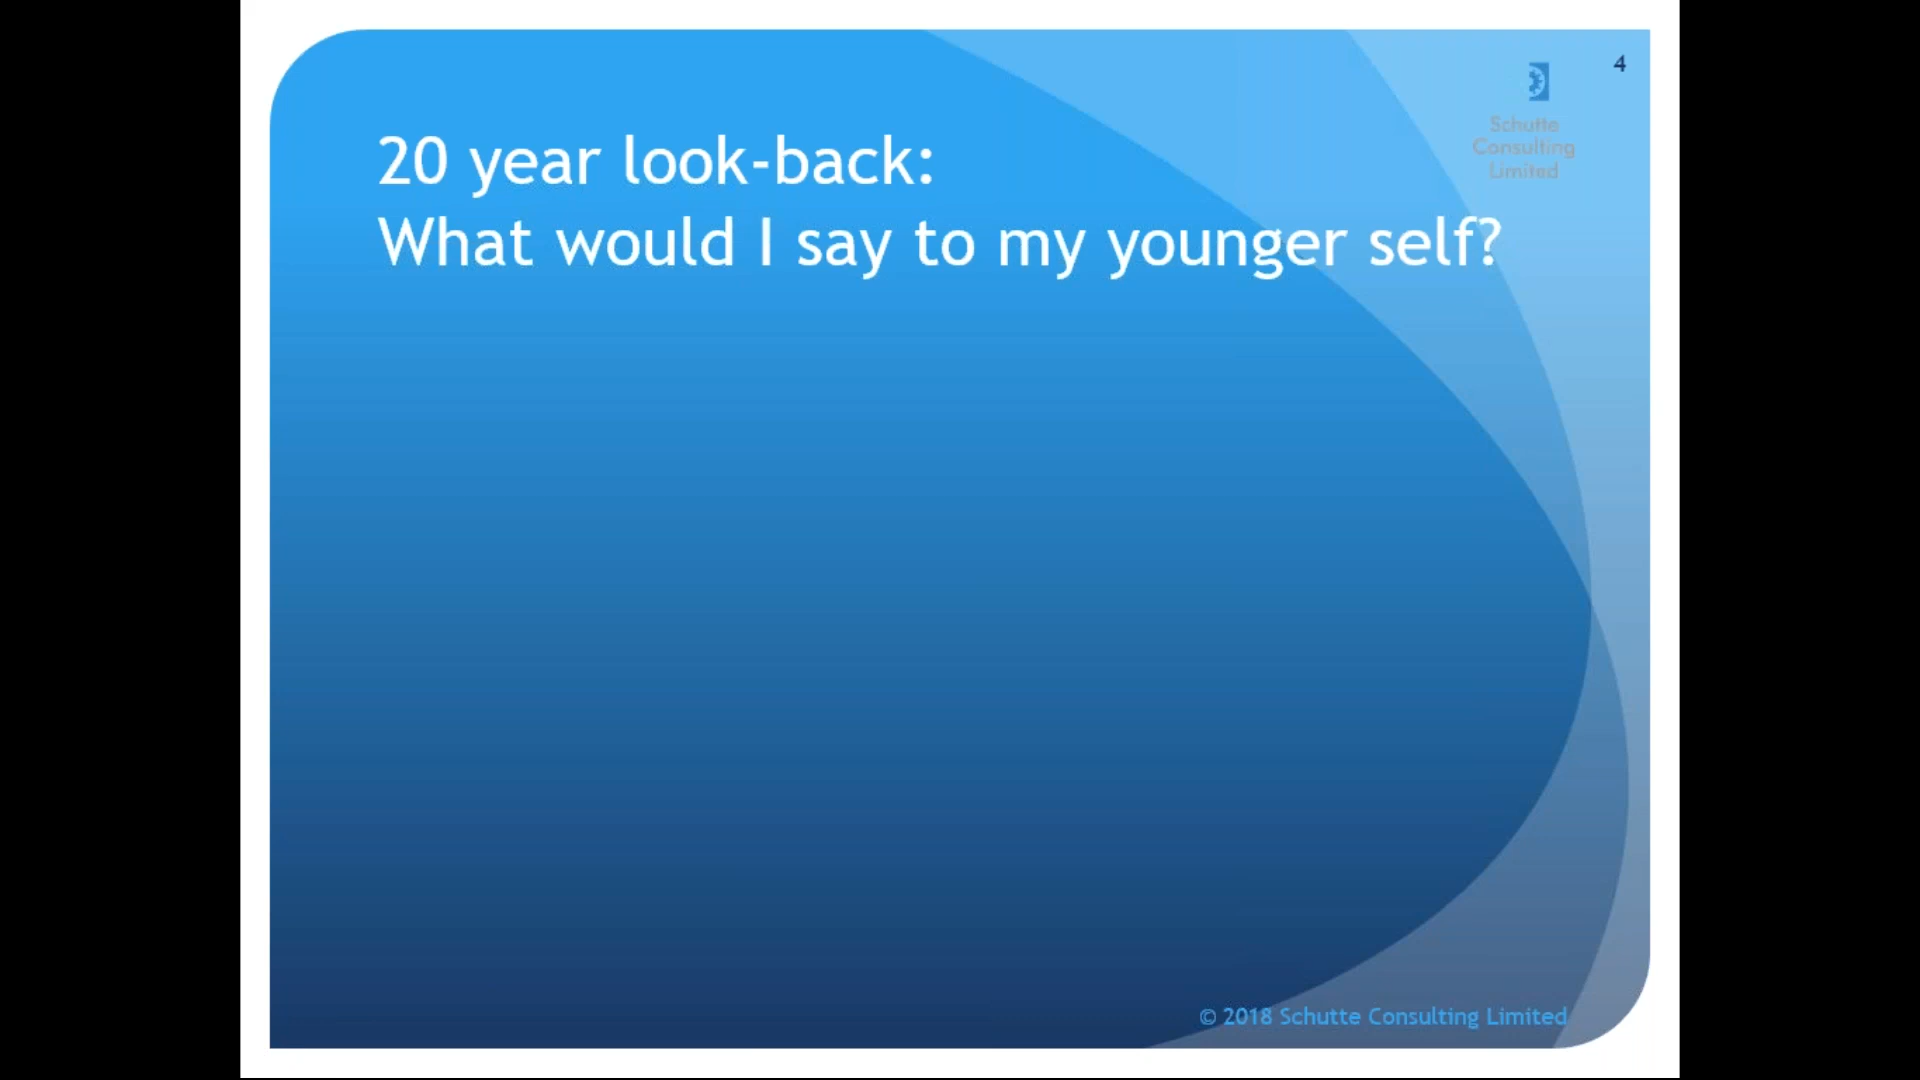 4
Schutte
Consulting
Limited
20 year look-back:
What would I say to my younger self?
© 2018 Schutte Consulting Limited